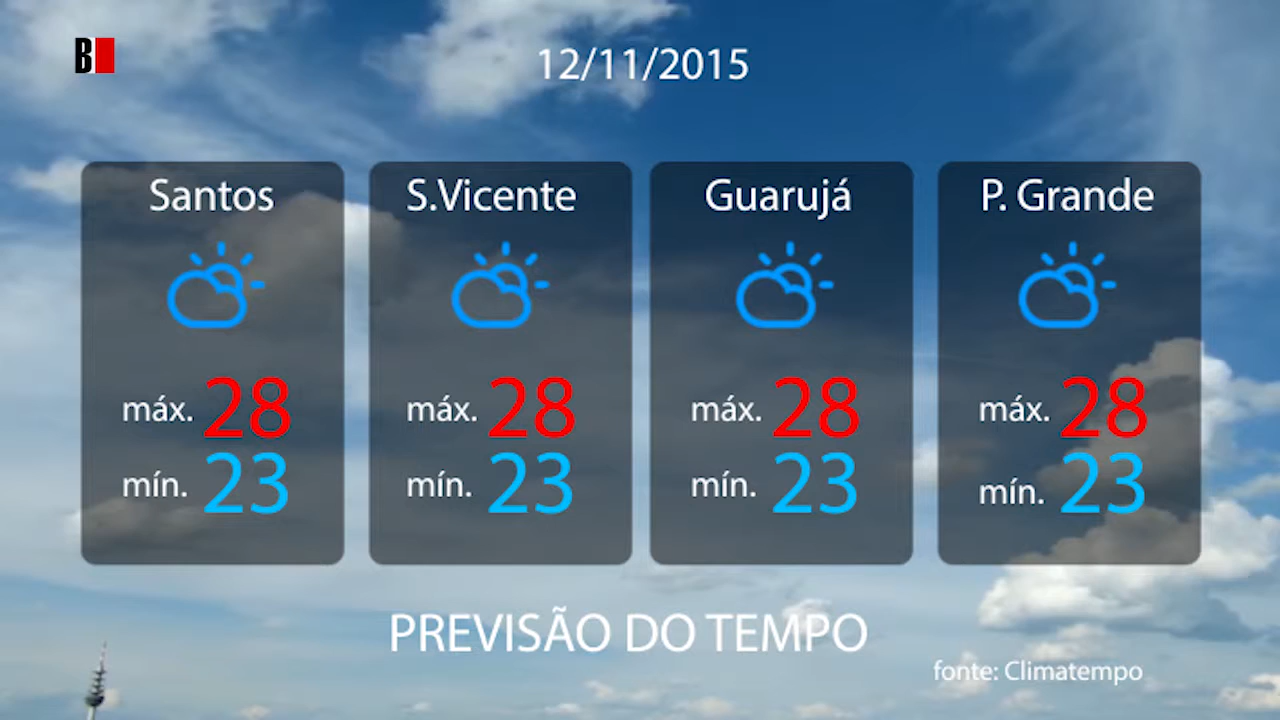 B
12/11/2015
Santos
máx. 28
mín. 23
S.Vicente
máx. 28
mín. 23
Guarujá
máx. 28
mín. 23
P. Grande
máx. 28
mín. 23
PREVISÃO DO TEMPO
fonte: Climatempo